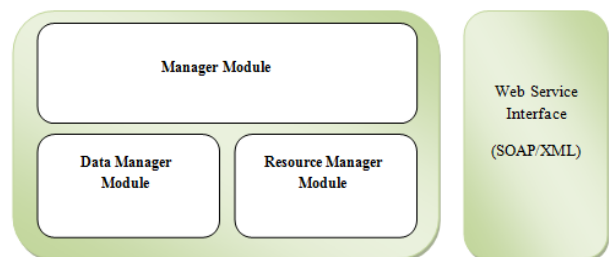 Manager Module
Data Manager
Module
Resource Manager
Module
Web Service
Interface
(SOAP/XML)